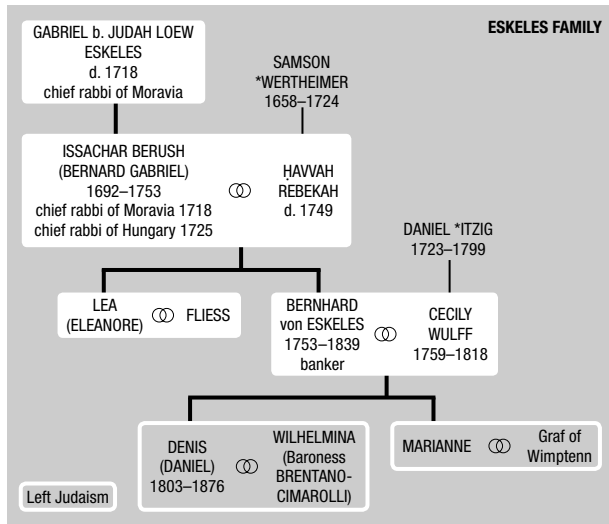 ESKELES FAMILY
GABRIEL b. JUDAH LOEW
ESKELES
d. 1718
chief rabbi of Moravia
SAMSON
*WERTHEIMER
1658–1724
ISSACHAR BERUSH
(BERNARD GABRIEL)
1692–1753
chief rabbi of Moravia 1718
chief rabbi of Hungary 1725
ḤAVVAH
REBEKAH
d. 1749
DANIEL *ITZIG
1723–1799
LEA
(ELEANORE)
FLIESS
BERNHARD
von ESKELES
1753–1839
banker
CECILY
WULFF
1759–1818
DENIS
(DANIEL)
1803–1876
WILHELMINA
(Baroness
BRENTANO-
CIMAROLLI)
MARIANNE
Graf of
Wimptenn
Left Judaism